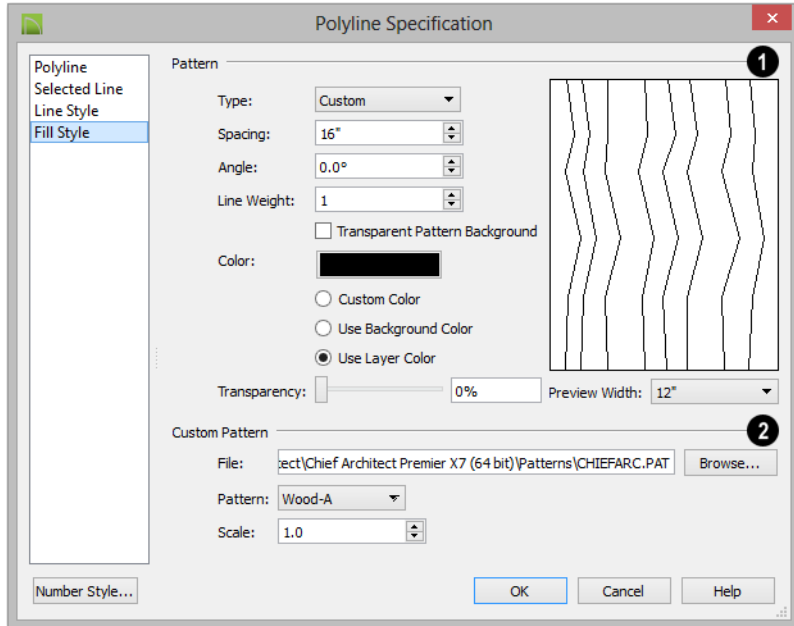 Polyline Specification
Polyline
Selected Line
Line Style
Fill Style
Pattern
1
Type: Custom
Spacing: 16"
Angle: 0.0°
Line Weight: 1
Transparent Pattern Background
Color:
Custom Color
Use Background Color
Use Layer Color
Transparency: 0%
Preview Width: 12"
Custom Pattern
2
File: :ect\Chief Architect Premier X7 (64 bit)\Patterns\CHIEFARC.PAT Browse...
Pattern: Wood-A
Scale: 1.0
Number Style...
OK Cancel Help